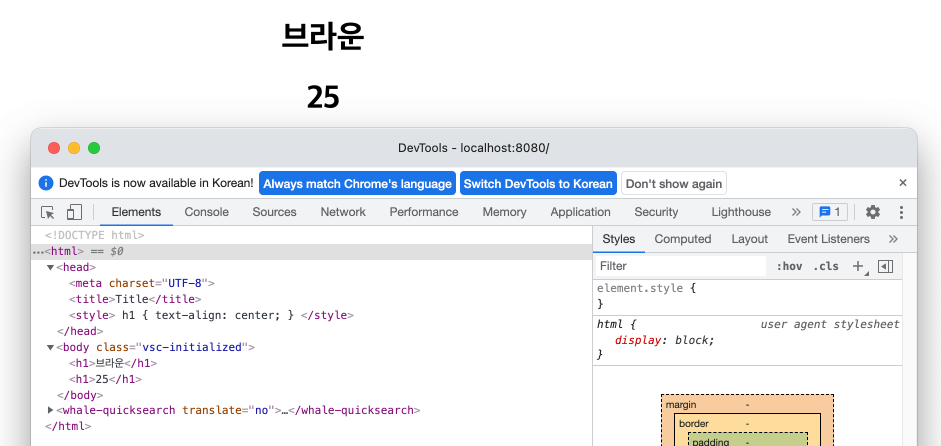 브라운
25
DevTools - localhost:8080/
DevTools is now available in Korean! Always match Chrome's language Switch DevTools to Korean Don't show again ×
Elements Console Sources Network Performance Memory Application Security Lighthouse » 1
<!DOCTYPE html>
…<html> == $0
▼<head>
<meta charset="UTF-8">
<title>Title</title>
<style> h1 { text-align: center; } </style>
</head>
▼<body class="vsc-initialized">
<h1>브라운</h1>
<h1>25</h1>
</body>
▶<whale-quicksearch translate="no">…</whale-quicksearch>
</html>
Styles Computed Layout Event Listeners »
Filter :hov .cls +
element.style {
}
html { user agent stylesheet
display: block;
}
margin -
border -
padding -